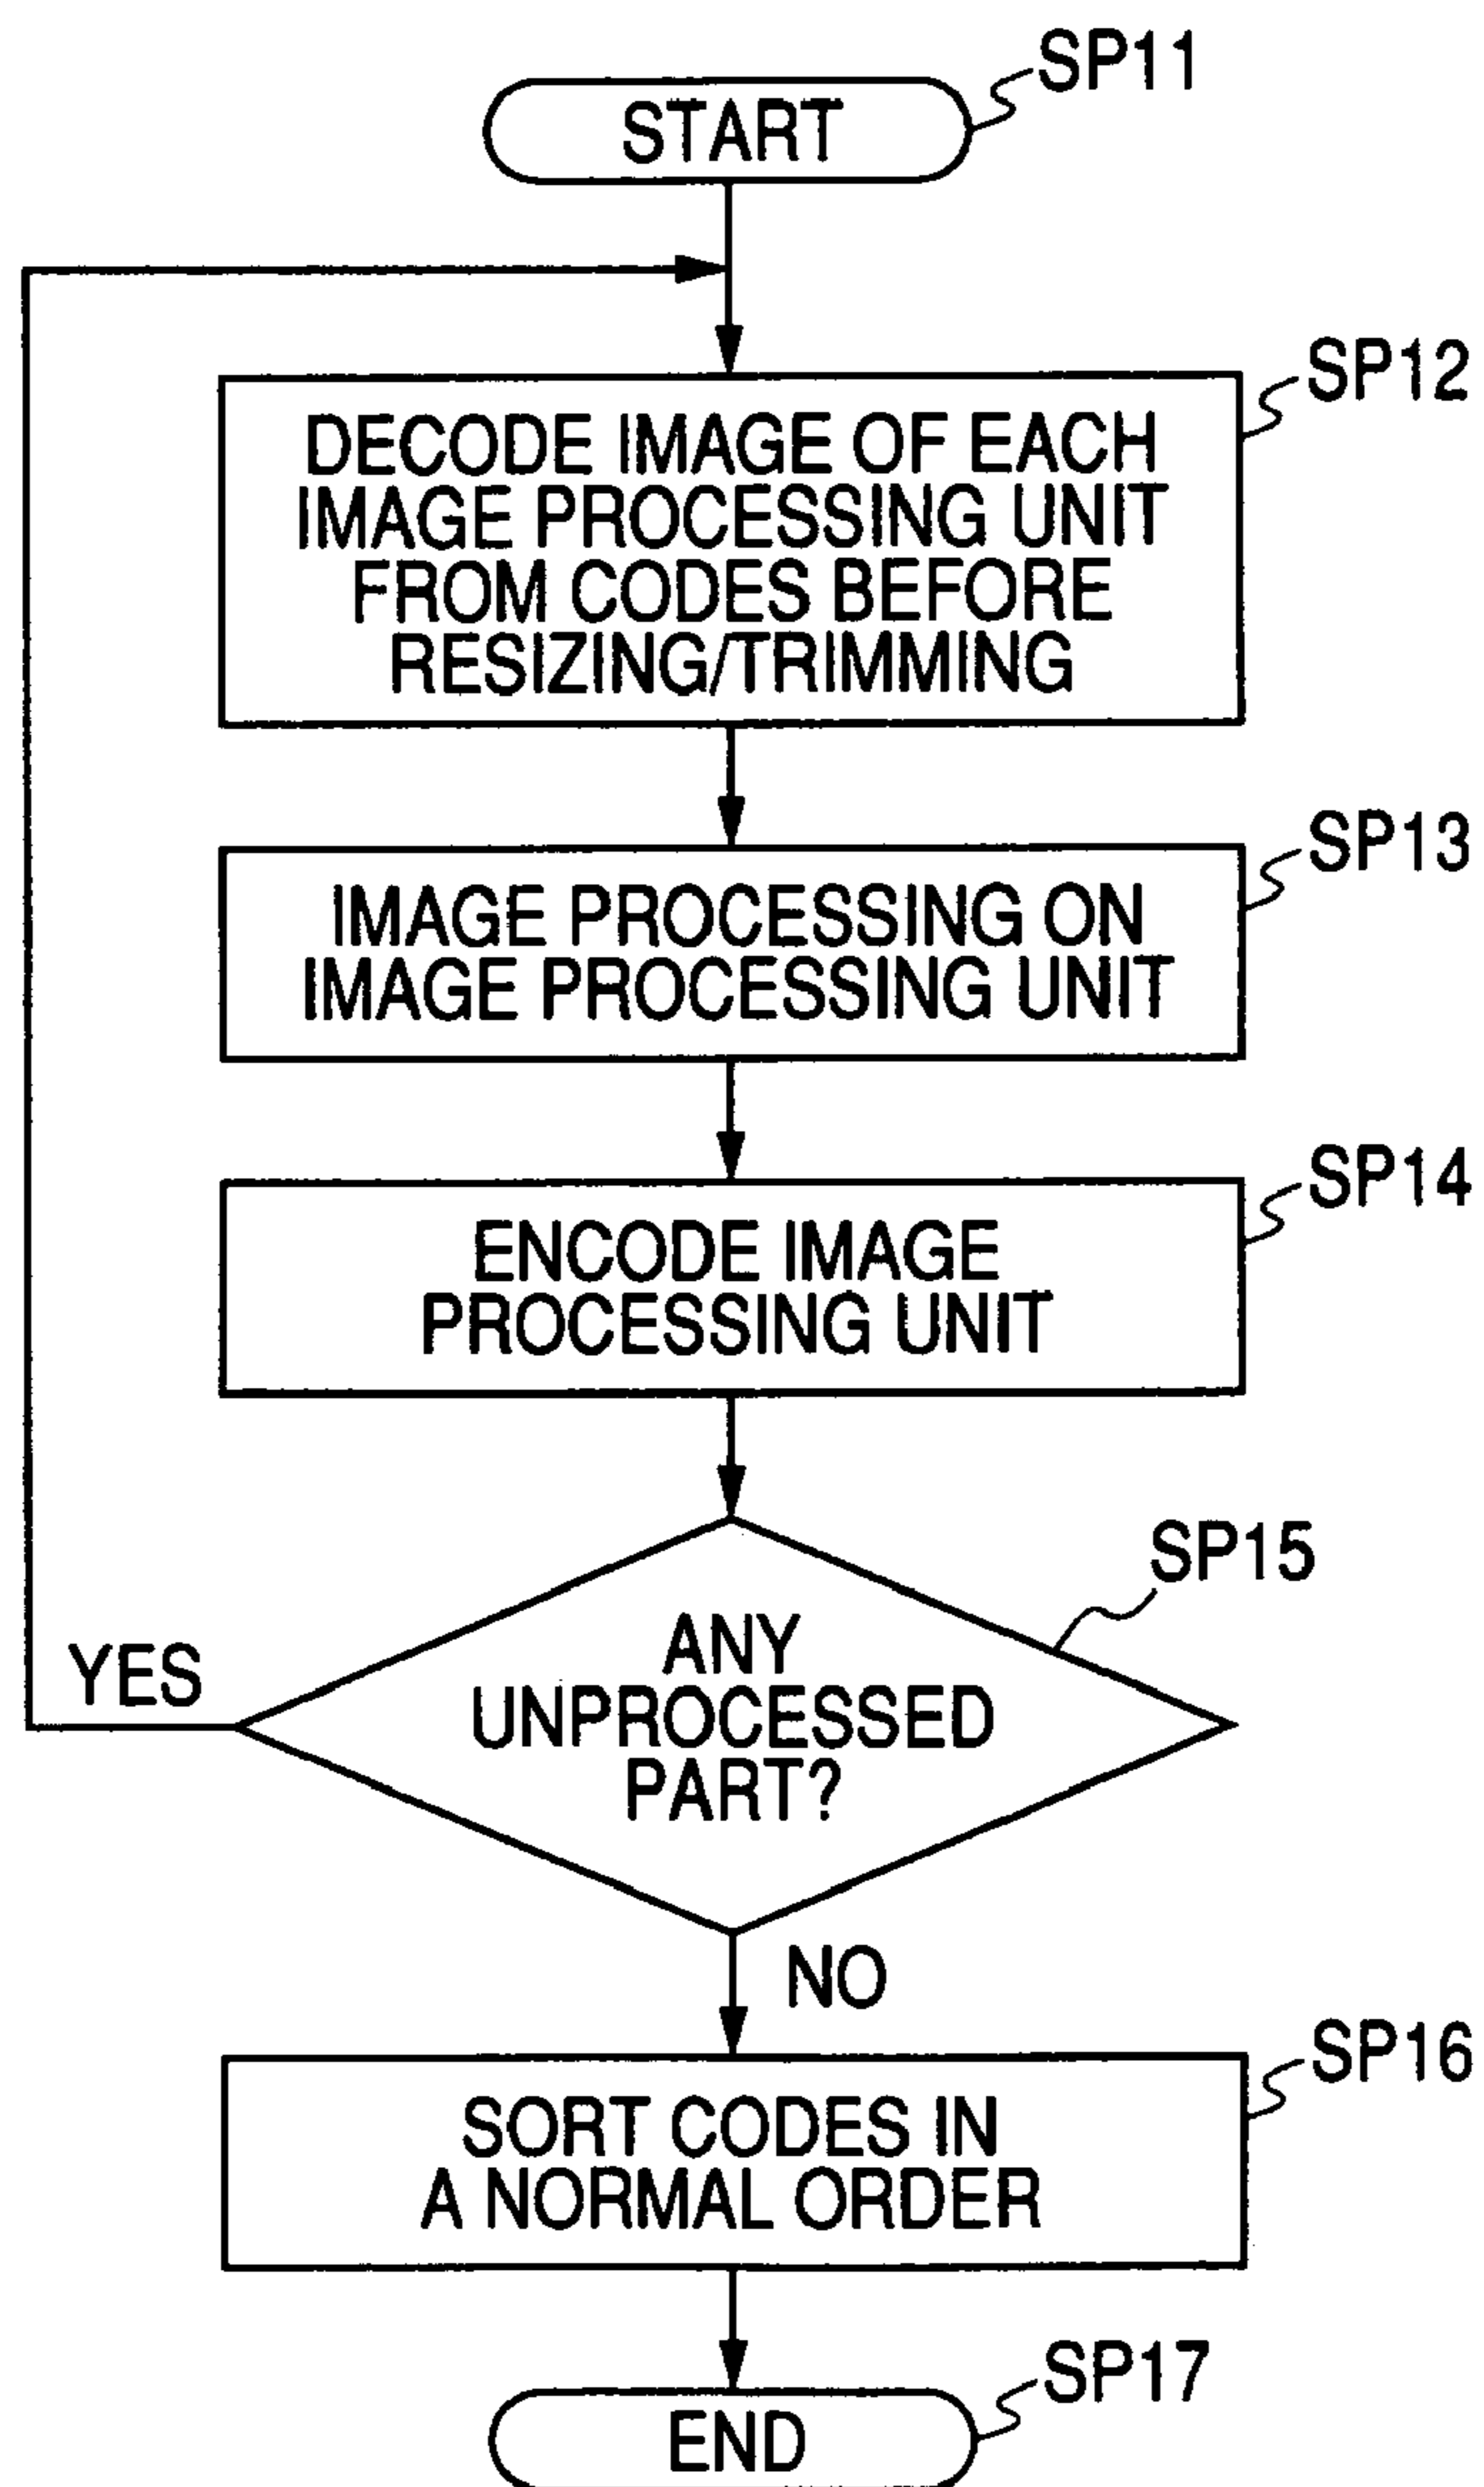 SP11
START
SP12
DECODE IMAGE OF EACH
IMAGE PROCESSING UNIT
FROM CODES BEFORE
RESIZING/TRIMMING
SP13
IMAGE PROCESSING ON
IMAGE PROCESSING UNIT
SP14
ENCODE IMAGE
PROCESSING UNIT
SP15
ANY
UNPROCESSED
PART?
YES
NO
SP16
SORT CODES IN
A NORMAL ORDER
SP17
END